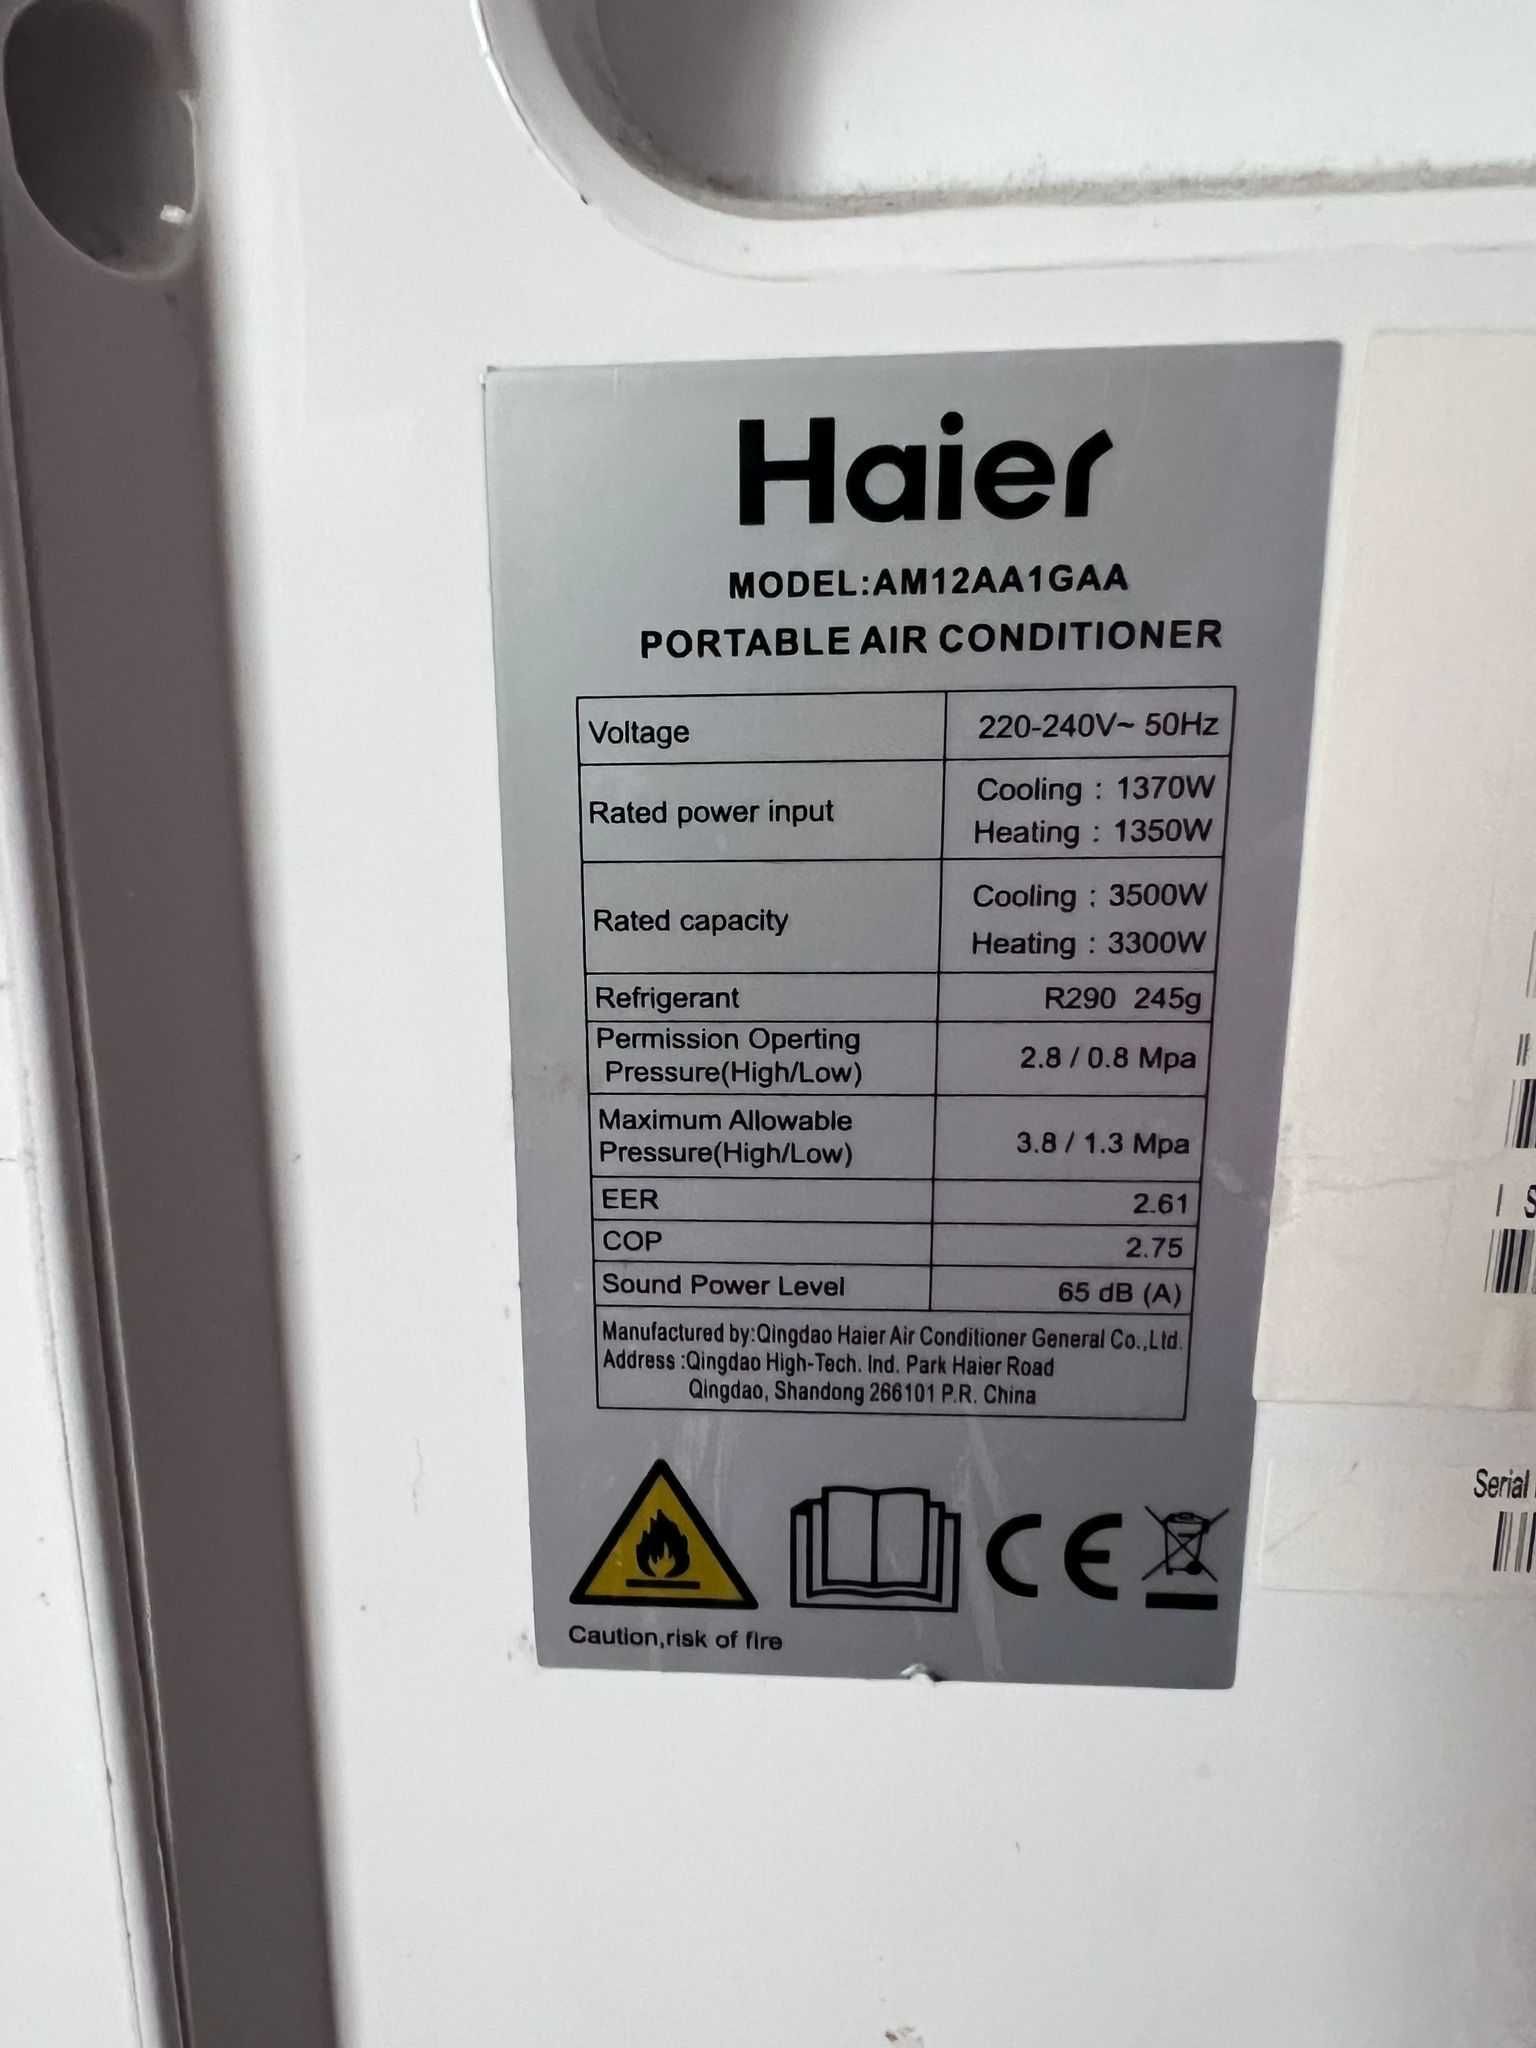 Haier
MODEL:AM12AA1GAA
PORTABLE AIR CONDITIONER
Voltage 220-240V~ 50Hz
Rated power input Cooling : 1370W
Heating : 1350W
Rated capacity Cooling : 3500W
Heating : 3300W
Refrigerant R290 245g
Permission Operting
Pressure(High/Low) 2.8 / 0.8 Mpa
Maximum Allowable
Pressure(High/Low) 3.8 / 1.3 Mpa
EER 2.61
COP 2.75
Sound Power Level 65 dB (A)
Manufactured by:Qingdao Haier Air Conditioner General Co.,Ltd.
Address :Qingdao High-Tech. Ind. Park Haier Road
Qingdao, Shandong 266101 P.R. China
CE
Caution,risk of fire
Serial